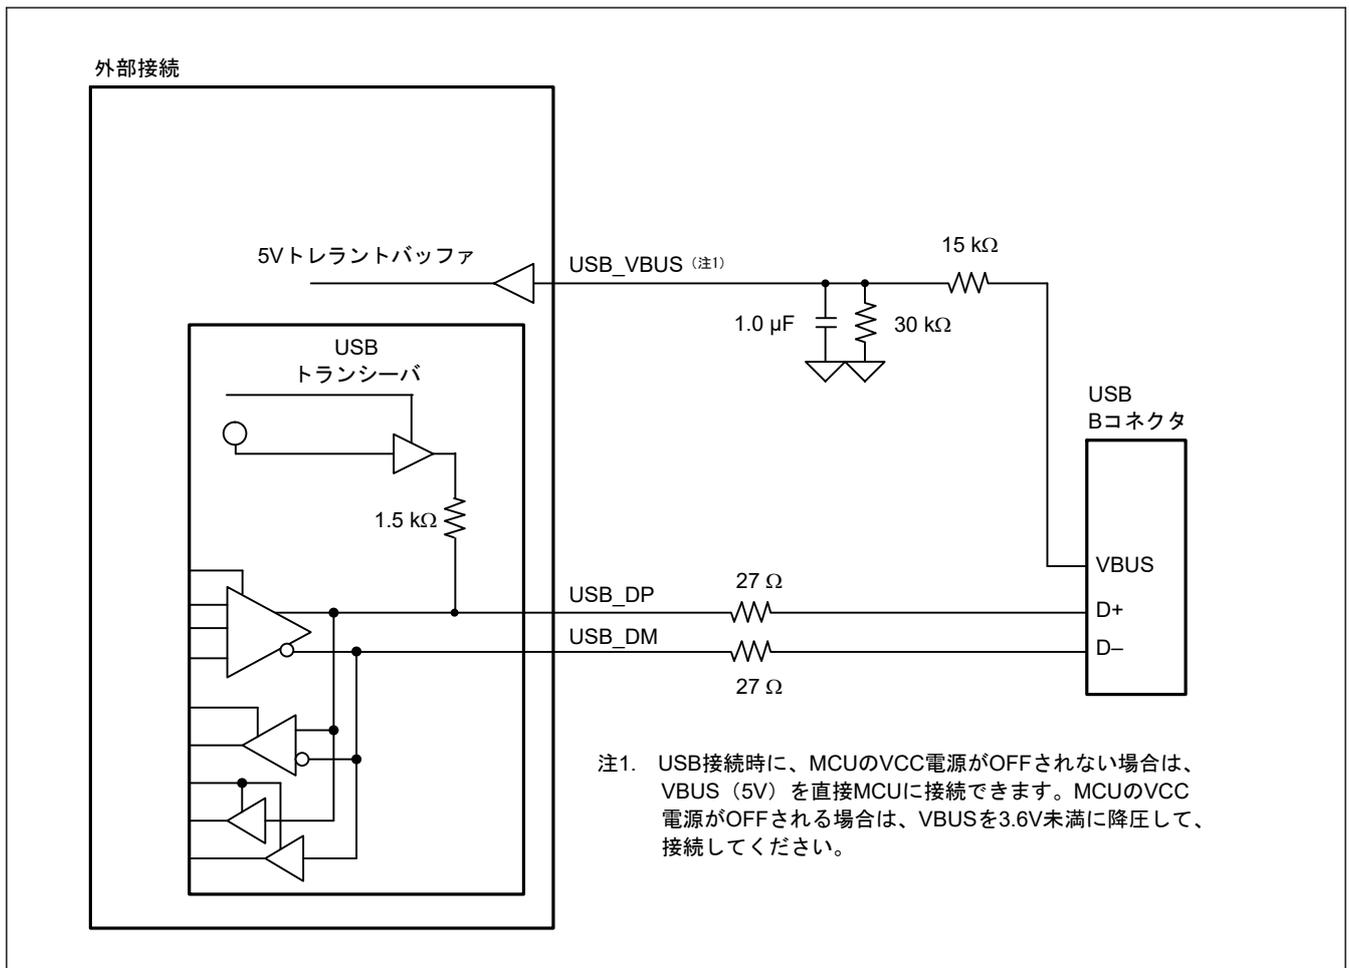 外部接続
5Vトレラントバッファ
USB_VBUS（注1）
15 kΩ
1.0 µF
30 kΩ
USB
トランシーバ
USB
Bコネクタ
1.5 kΩ
VBUS
27 Ω
USB_DP
D+
USB_DM
D–
27 Ω
注1. USB接続時に、MCUのVCC電源がOFFされない場合は、
VBUS（5V）を直接MCUに接続できます。MCUのVCC
電源がOFFされる場合は、VBUSを3.6V未満に降圧して、
接続してください。